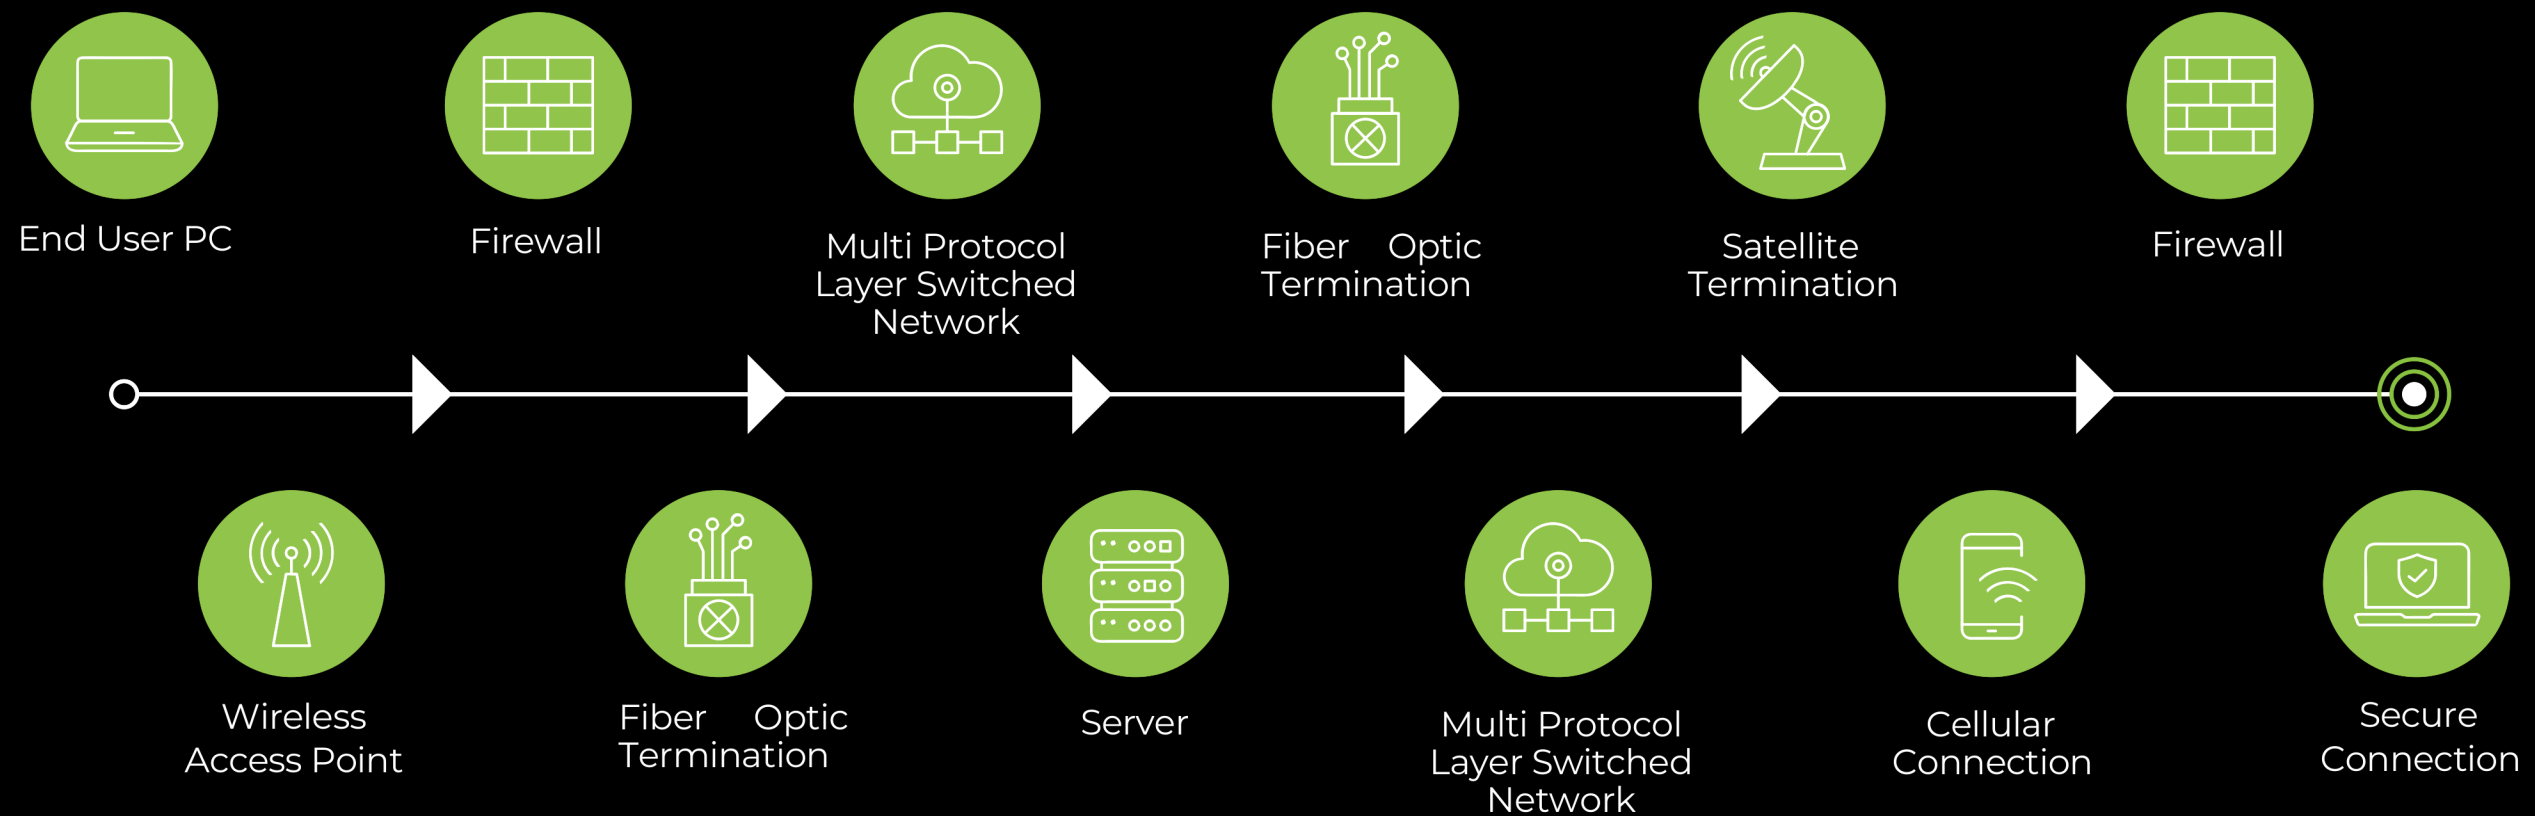 End User PC
Firewall
Multi Protocol
Layer Switched
Network
Fiber Optic
Termination
Satellite
Termination
Firewall
Wireless
Access Point
Fiber Optic
Termination
Server
Multi Protocol
Layer Switched
Network
Cellular
Connection
Secure
Connection